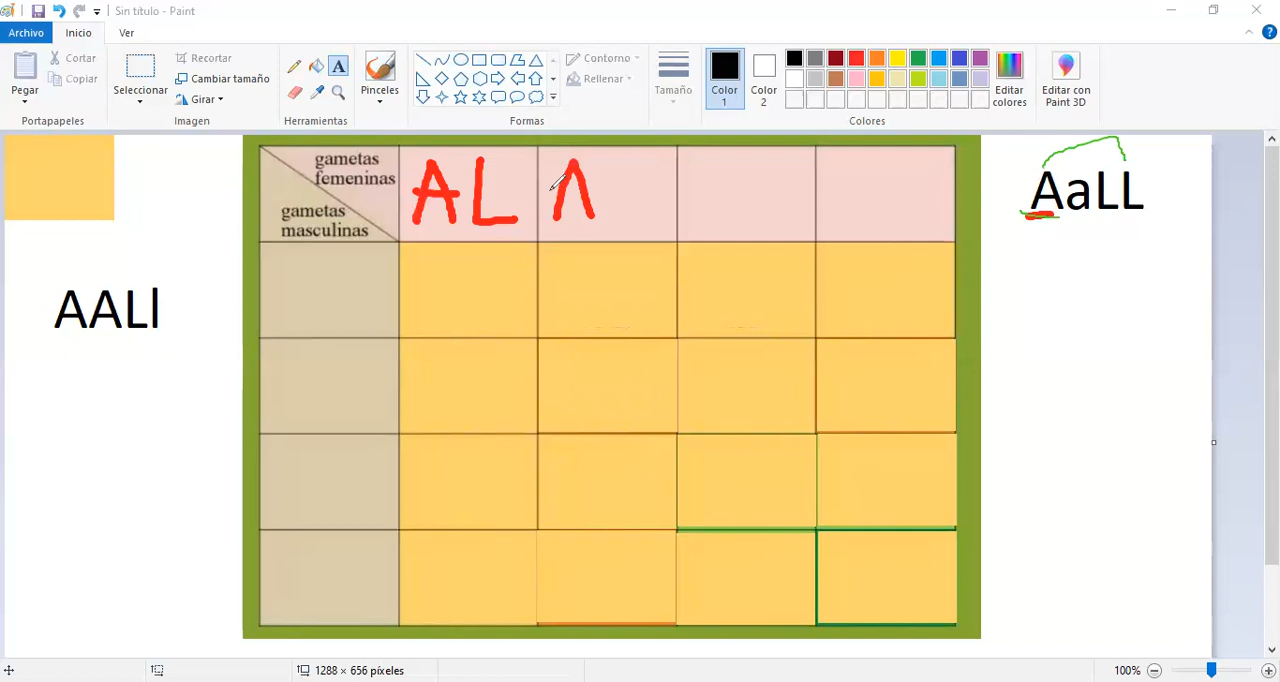 Sin título - Paint
Archivo Inicio Ver
Pegar
Cortar
Copiar
Portapapeles
Seleccionar
Recortar
Cambiar tamaño
Girar
Imagen
A
Herramientas
Pinceles
Contorno
Rellenar
Formas
Tamaño
Color 1
Color 2
Editar colores
Colores
Editar con Paint 3D
gametas
femeninas
gametas
masculinas
AL
AaLL
AALl
1288 × 656 píxeles
100%